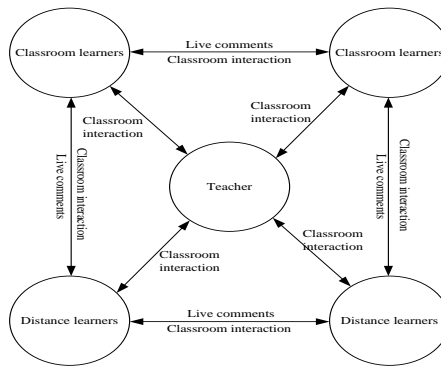 Live comments
Classroom learners
Classroom learners
Classroom interaction
Classroom
interaction
Classroom
interaction
Classroom interaction
Live comments
Teacher
Classroom interaction
Live comments
Classroom
interaction
Classroom
interaction
Live comments
Distance learners
Distance learners
Classroom interaction